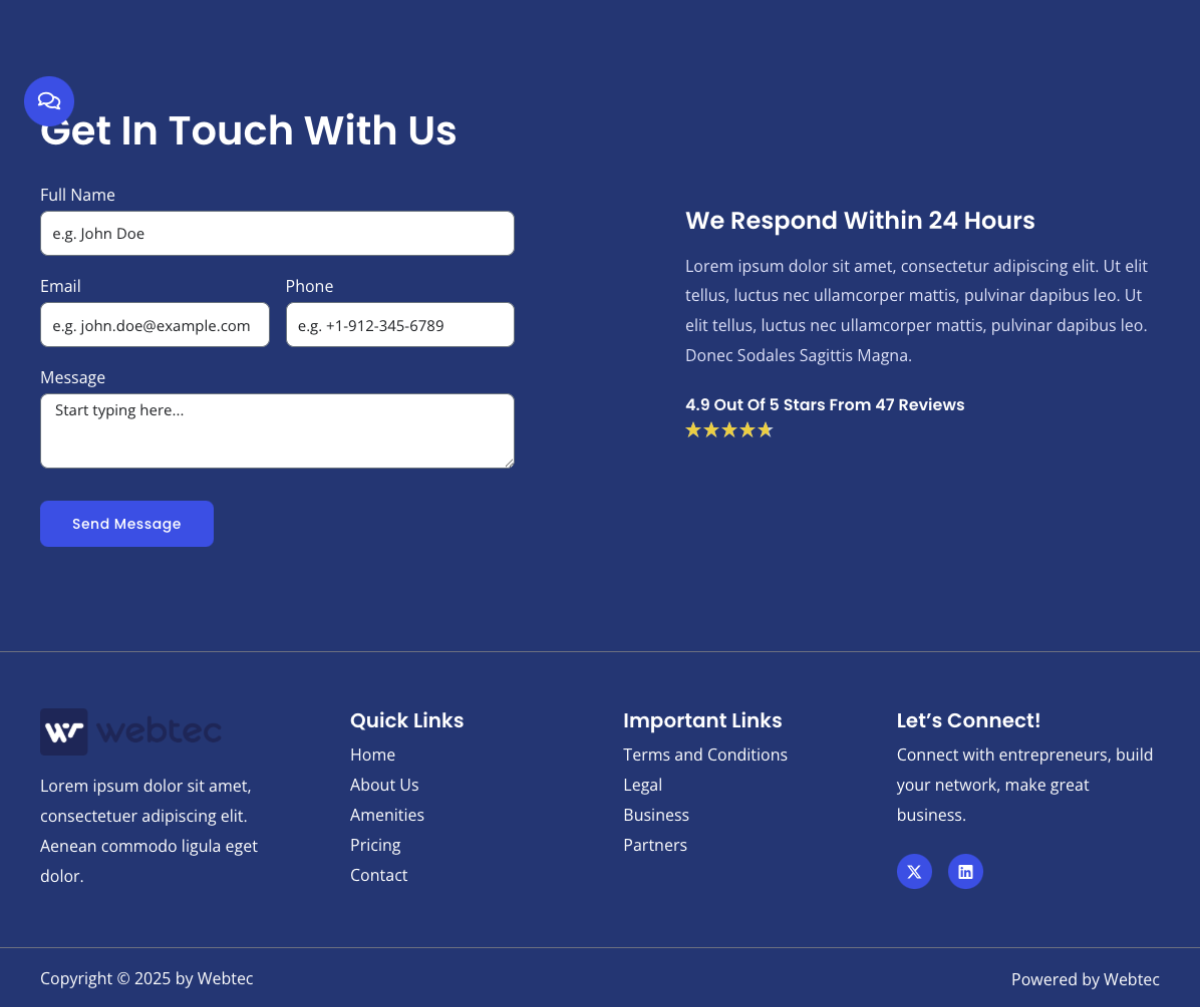 Get In Touch With Us
Full Name
e.g. John Doe
Email
Phone
e.g. john.doe@example.com
e.g. +1-912-345-6789
Message
Start typing here...
Send Message
We Respond Within 24 Hours
Lorem ipsum dolor sit amet, consectetur adipiscing elit. Ut elit
tellus, luctus nec ullamcorper mattis, pulvinar dapibus leo. Ut
elit tellus, luctus nec ullamcorper mattis, pulvinar dapibus leo.
Donec Sodales Sagittis Magna.
4.9 Out Of 5 Stars From 47 Reviews
webtec
Lorem ipsum dolor sit amet,
consectetuer adipiscing elit.
Aenean commodo ligula eget
dolor.
Quick Links
Home
About Us
Amenities
Pricing
Contact
Important Links
Terms and Conditions
Legal
Business
Partners
Let’s Connect!
Connect with entrepreneurs, build
your network, make great
business.
Copyright © 2025 by Webtec
Powered by Webtec